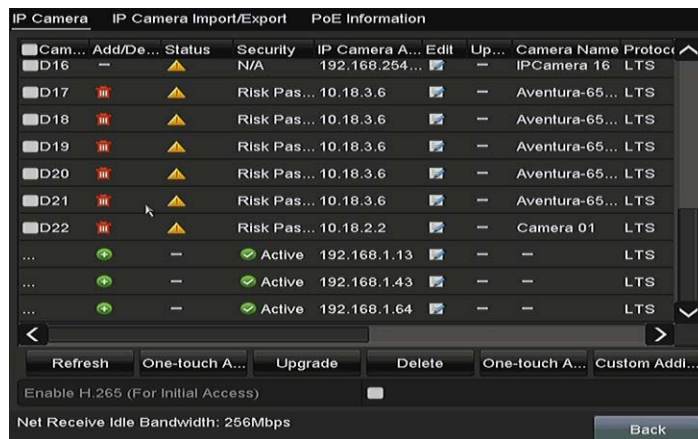 IP Camera IP Camera Import/Export PoE Information
Cam... Add/De... Status Security IP Camera A... Edit Up... Camera Name Protoco
D16 — N/A 192.168.254... — IPCamera 16 LTS
D17 Risk Pas... 10.18.3.6 — Aventura-65... LTS
D18 Risk Pas... 10.18.3.6 — Aventura-65... LTS
D19 Risk Pas... 10.18.3.6 — Aventura-65... LTS
D20 Risk Pas... 10.18.3.6 — Aventura-65... LTS
D21 Risk Pas... 10.18.3.6 — Aventura-65... LTS
D22 Risk Pas... 10.18.2.2 — Camera 01 LTS
... — Active 192.168.1.13 — — LTS
... — Active 192.168.1.43 — — LTS
... — Active 192.168.1.64 — — LTS
Refresh One-touch A... Upgrade Delete One-touch A... Custom Addi...
Enable H.265 (For Initial Access)
Net Receive Idle Bandwidth: 256Mbps
Back